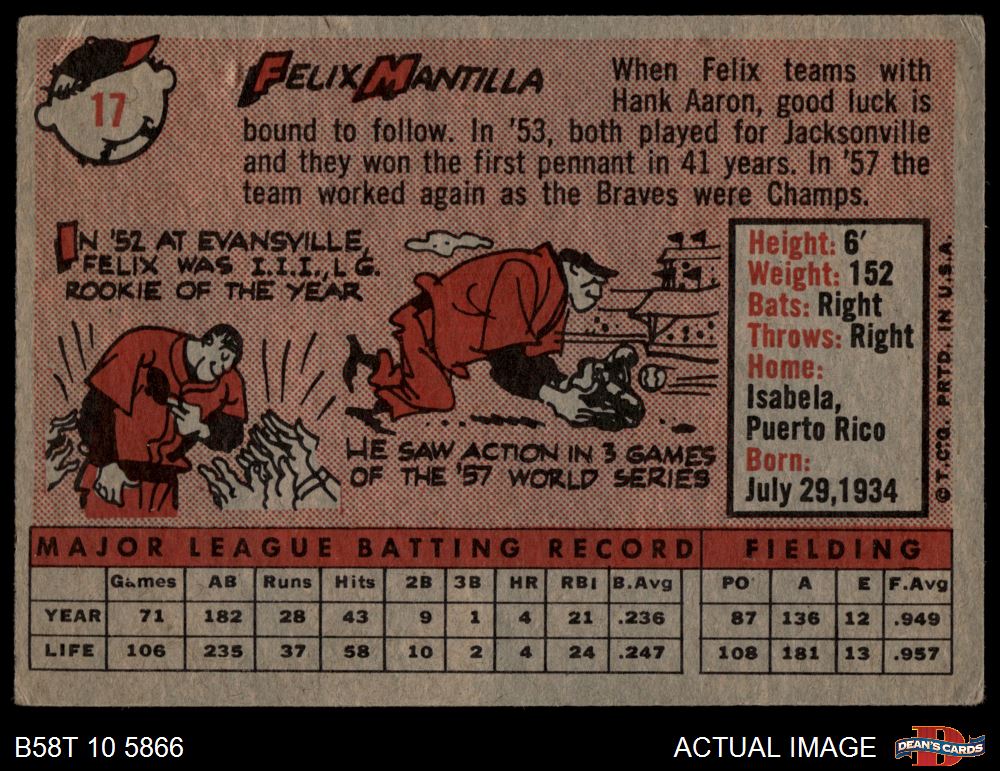 17
FELIX MANTILLA
When Felix teams with
Hank Aaron, good luck is
bound to follow. In '53, both played for Jacksonville
and they won the first pennant in 41 years. In '57 the
team worked again as the Braves were Champs.
IN '52 AT EVANSVILLE,
FELIX WAS I.I.I., LG.
ROOKIE OF THE YEAR
HE SAW ACTION IN 3 GAMES
OF THE '57 WORLD SERIES
Height: 6'
Weight: 152
Bats: Right
Throws: Right
Home:
Isabela,
Puerto Rico
Born:
July 29, 1934
© T.C.G. PRTD. IN U.S.A.
MAJOR LEAGUE BATTING RECORD FIELDING
Games AB Runs Hits 2B 3B HR RBI B.Avg PO A E F.Avg
YEAR 71 182 28 43 9 1 4 21 .236 87 136 12 .949
LIFE 106 235 37 58 10 2 4 24 .247 108 181 13 .957
B58T 10 5866
ACTUAL IMAGE
DEAN'S CARDS